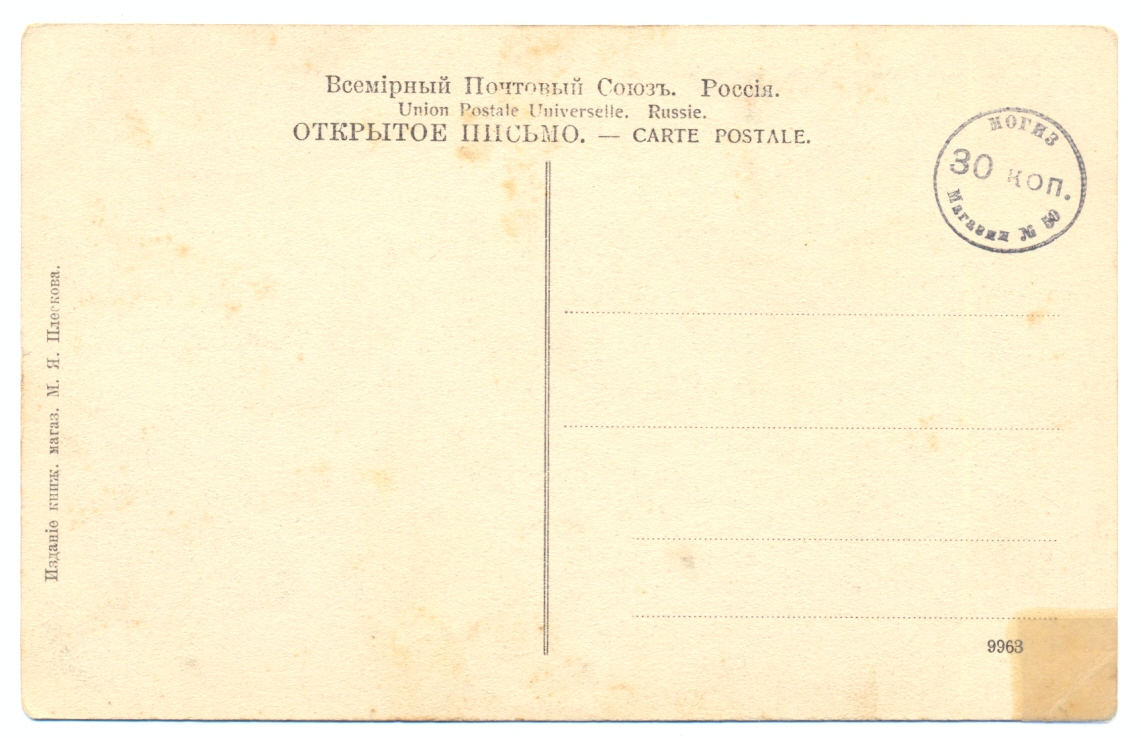 Всемірный Почтовый Союзъ. Россія.
Union Postale Universelle. Russie.
ОТКРЫТОЕ ПИСЬМО. — CARTE POSTALE.
МОГИЗ
30 коп.
Магазин № 50
Изданіе книж. магаз. М. Я. Плескова.
9963